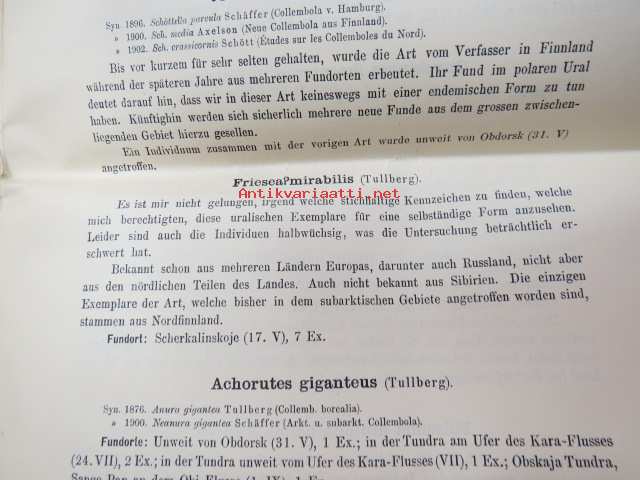 Syn. 1896. Schöttella parvula Schäffer (Collembola v. Hamburg).
» 1900. Sch. media Axelson (Neue Collembola aus Finnland).
» 1902. Sch. crassicornis Schött (Études sur les Collemboles du Nord).
Bis vor kurzem für sehr selten gehalten, wurde die Art vom Verfasser in Finnland
während der späteren Jahre aus mehreren Fundorten erbeutet. Ihr Fund im polaren Ural
deutet darauf hin, dass wir in dieser Art keineswegs mit einer endemischen Form zu tun
haben. Künftighin werden sich sicherlich mehrere neue Funde aus dem grossen zwischen-
liegenden Gebiet hierzu gesellen.
Ein Individuum zusammen mit der vorigen Art wurde unweit von Obdorsk (31. V)
angetroffen.
Friesea mirabilis (Tullberg).
Antikvariaatti.net
Es ist mir nicht gelungen, irgend welche stichhaltige Kennzeichen zu finden, welche
mich berechtigten, diese uralischen Exemplare für eine selbständige Form anzusehen.
Leider sind auch die Individuen halbwüchsig, was die Untersuchung beträchtlich er-
schwert hat.
Bekannt schon aus mehreren Ländern Europas, darunter auch Russland, nicht aber
aus den nördlichen Teilen des Landes. Auch nicht bekannt aus Sibirien. Die einzigen
Exemplare der Art, welche bisher in dem subarktischen Gebiete angetroffen worden sind,
stammen aus Nordfinnland.
Fundort: Scherkalinskoje (17. V), 7 Ex.
Achorutes giganteus (Tullberg).
Syn. 1876. Anura gigantea Tullberg (Collemb. borealia).
» 1900. Neanura gigantea Schäffer (Arkt. u. subarkt. Collembola).
Fundorte: Unweit von Obdorsk (31. V), 1 Ex.; in der Tundra am Ufer des Kara-Flusses
(24. VII), 2 Ex.; in der Tundra unweit vom Ufer des Kara-Flusses (VII), 1 Ex.; Obskaja Tundra,